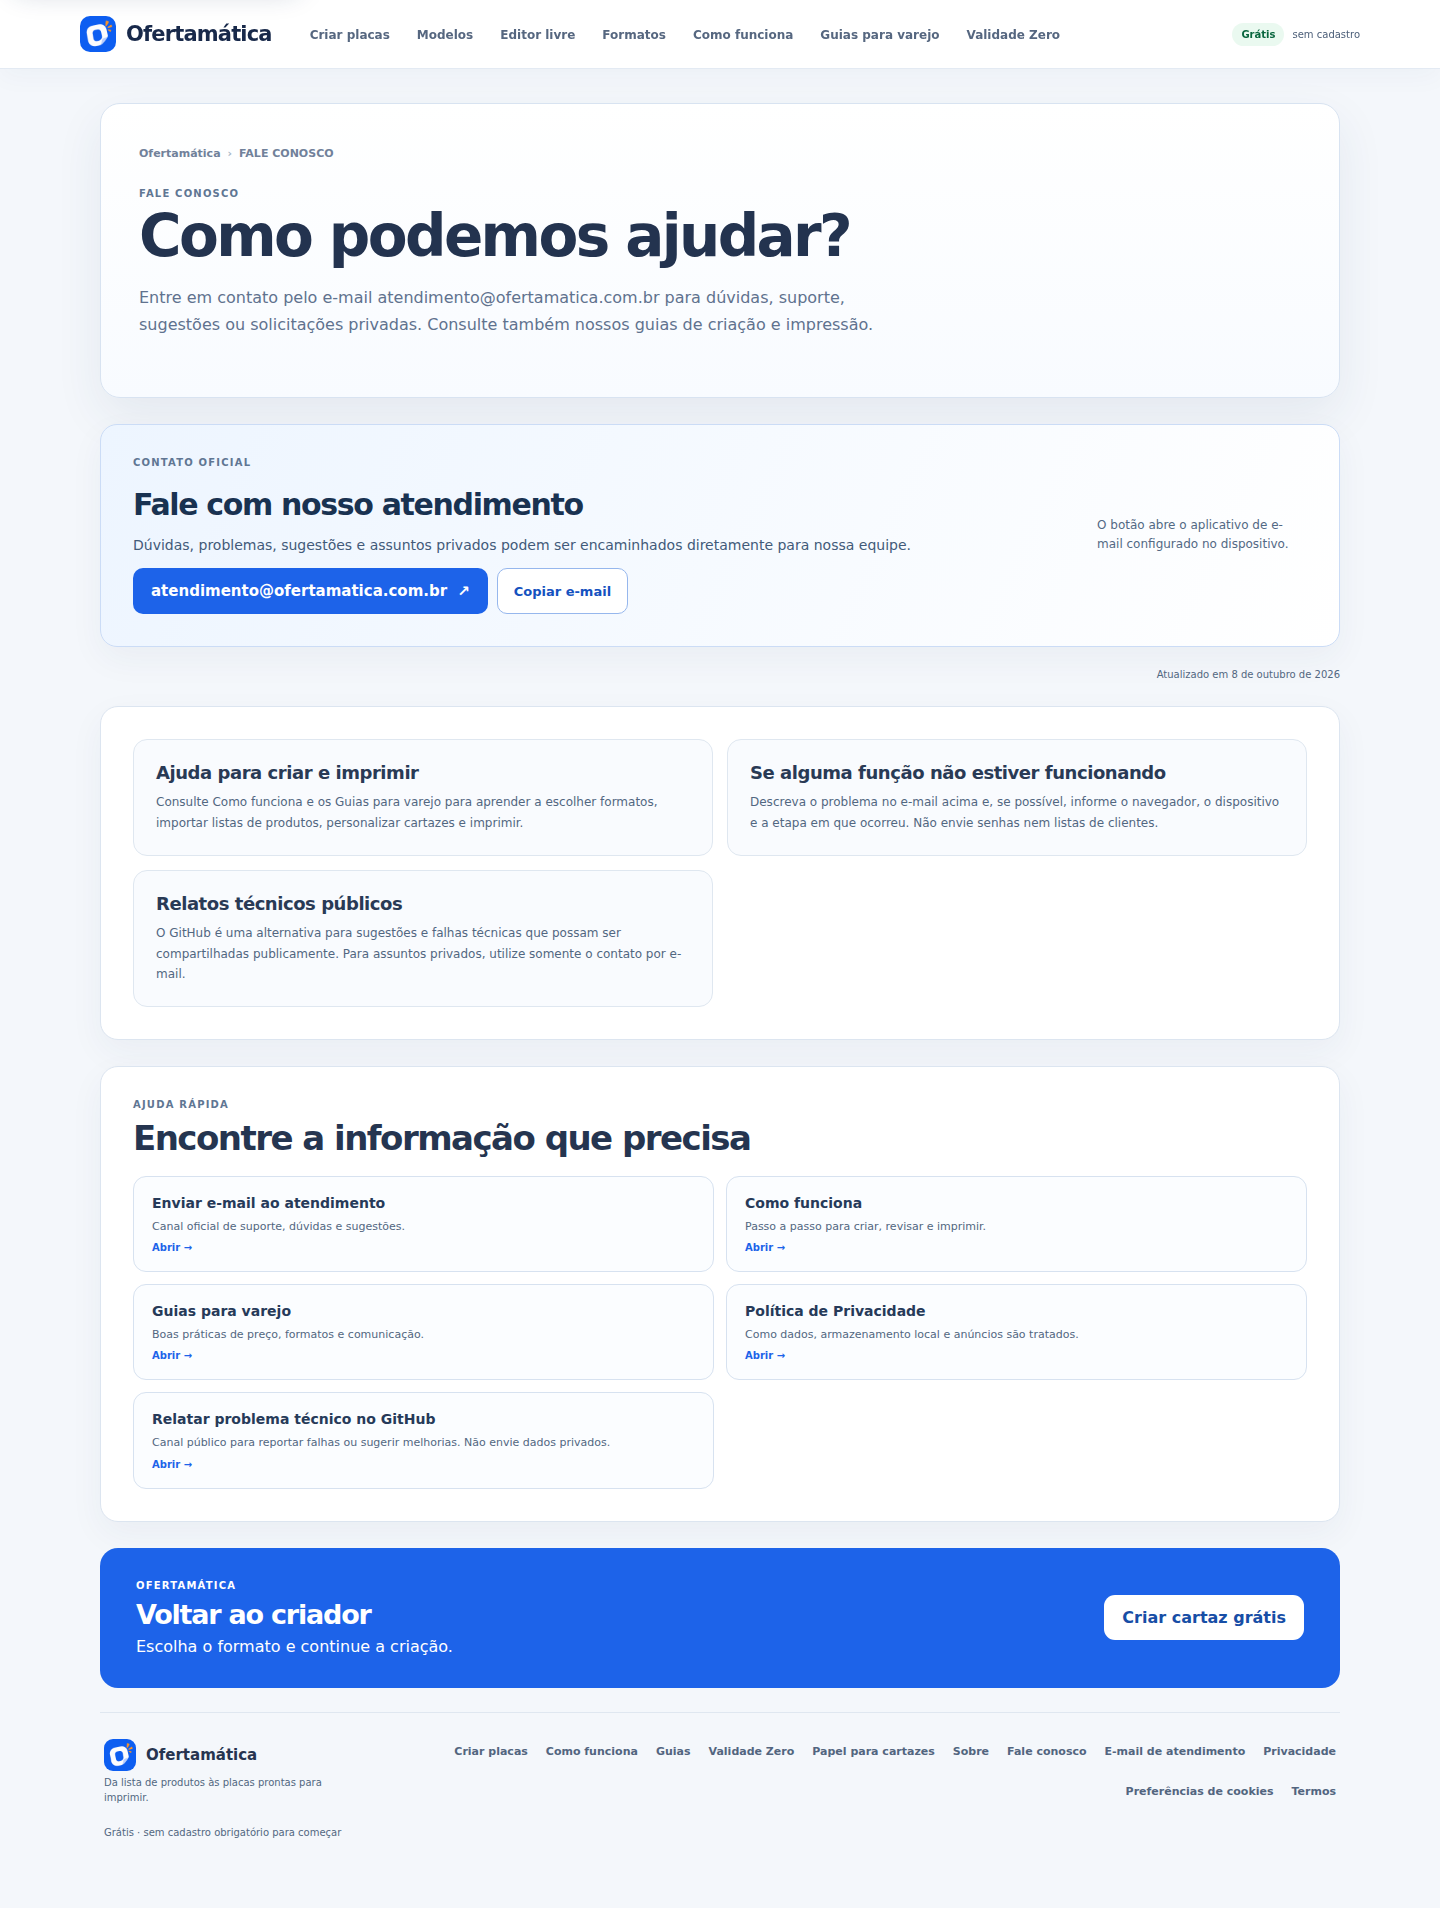 Ofertamática
Criar placas
Modelos
Editor livre
Formatos
Como funciona
Guias para varejo
Validade Zero
Grátis
sem cadastro
Ofertamática › FALE CONOSCO
FALE CONOSCO
Como podemos ajudar?
Entre em contato pelo e-mail atendimento@ofertamatica.com.br para dúvidas, suporte,
sugestões ou solicitações privadas. Consulte também nossos guias de criação e impressão.
CONTATO OFICIAL
Fale com nosso atendimento
Dúvidas, problemas, sugestões e assuntos privados podem ser encaminhados diretamente para nossa equipe.
atendimento@ofertamatica.com.br ↗
Copiar e-mail
O botão abre o aplicativo de e-
mail configurado no dispositivo.
Atualizado em 8 de outubro de 2026
Ajuda para criar e imprimir
Consulte Como funciona e os Guias para varejo para aprender a escolher formatos,
importar listas de produtos, personalizar cartazes e imprimir.
Se alguma função não estiver funcionando
Descreva o problema no e-mail acima e, se possível, informe o navegador, o dispositivo
e a etapa em que ocorreu. Não envie senhas nem listas de clientes.
Relatos técnicos públicos
O GitHub é uma alternativa para sugestões e falhas técnicas que possam ser
compartilhadas publicamente. Para assuntos privados, utilize somente o contato por e-
mail.
AJUDA RÁPIDA
Encontre a informação que precisa
Enviar e-mail ao atendimento
Canal oficial de suporte, dúvidas e sugestões.
Abrir →
Como funciona
Passo a passo para criar, revisar e imprimir.
Abrir →
Guias para varejo
Boas práticas de preço, formatos e comunicação.
Abrir →
Política de Privacidade
Como dados, armazenamento local e anúncios são tratados.
Abrir →
Relatar problema técnico no GitHub
Canal público para reportar falhas ou sugerir melhorias. Não envie dados privados.
Abrir →
OFERTAMÁTICA
Voltar ao criador
Escolha o formato e continue a criação.
Criar cartaz grátis
Ofertamática
Da lista de produtos às placas prontas para
imprimir.
Grátis · sem cadastro obrigatório para começar
Criar placas
Como funciona
Guias
Validade Zero
Papel para cartazes
Sobre
Fale conosco
E-mail de atendimento
Privacidade
Preferências de cookies
Termos